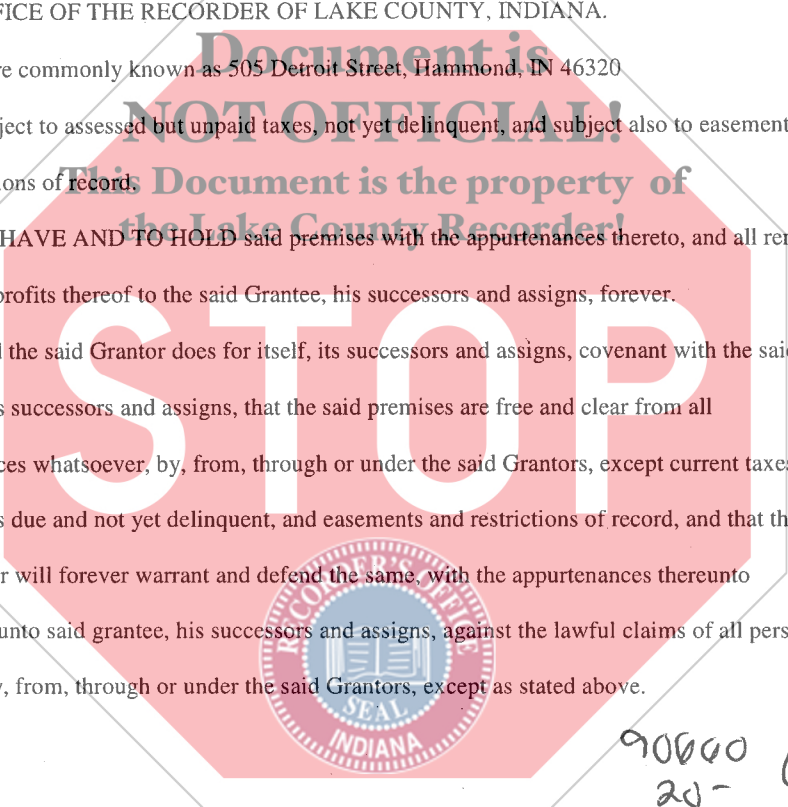 FICE OF THE RECORDER OF LAKE COUNTY, INDIANA.
Document is
re commonly known as 505 Detroit Street, Hammond, IN 46320
NOT OFFICIAL!
ject to assessed but unpaid taxes, not yet delinquent, and subject also to easement
This Document is the property of
ions of record.
the Lake County Recorder!
HAVE AND TO HOLD said premises with the appurtenances thereto, and all ren
profits thereof to the said Grantee, his successors and assigns, forever.
STOP
d the said Grantor does for itself, its successors and assigns, covenant with the said
s successors and assigns, that the said premises are free and clear from all
ces whatsoever, by, from, through or under the said Grantors, except current taxes
s due and not yet delinquent, and easements and restrictions of record, and that th
r will forever warrant and defend the same, with the appurtenances thereunto
RECORDER'S OFFICE
unto said grantee, his successors and assigns, against the lawful claims of all pers
y, from, through or under the said Grantors, except as stated above.
SEAL
INDIANA
90660
20-